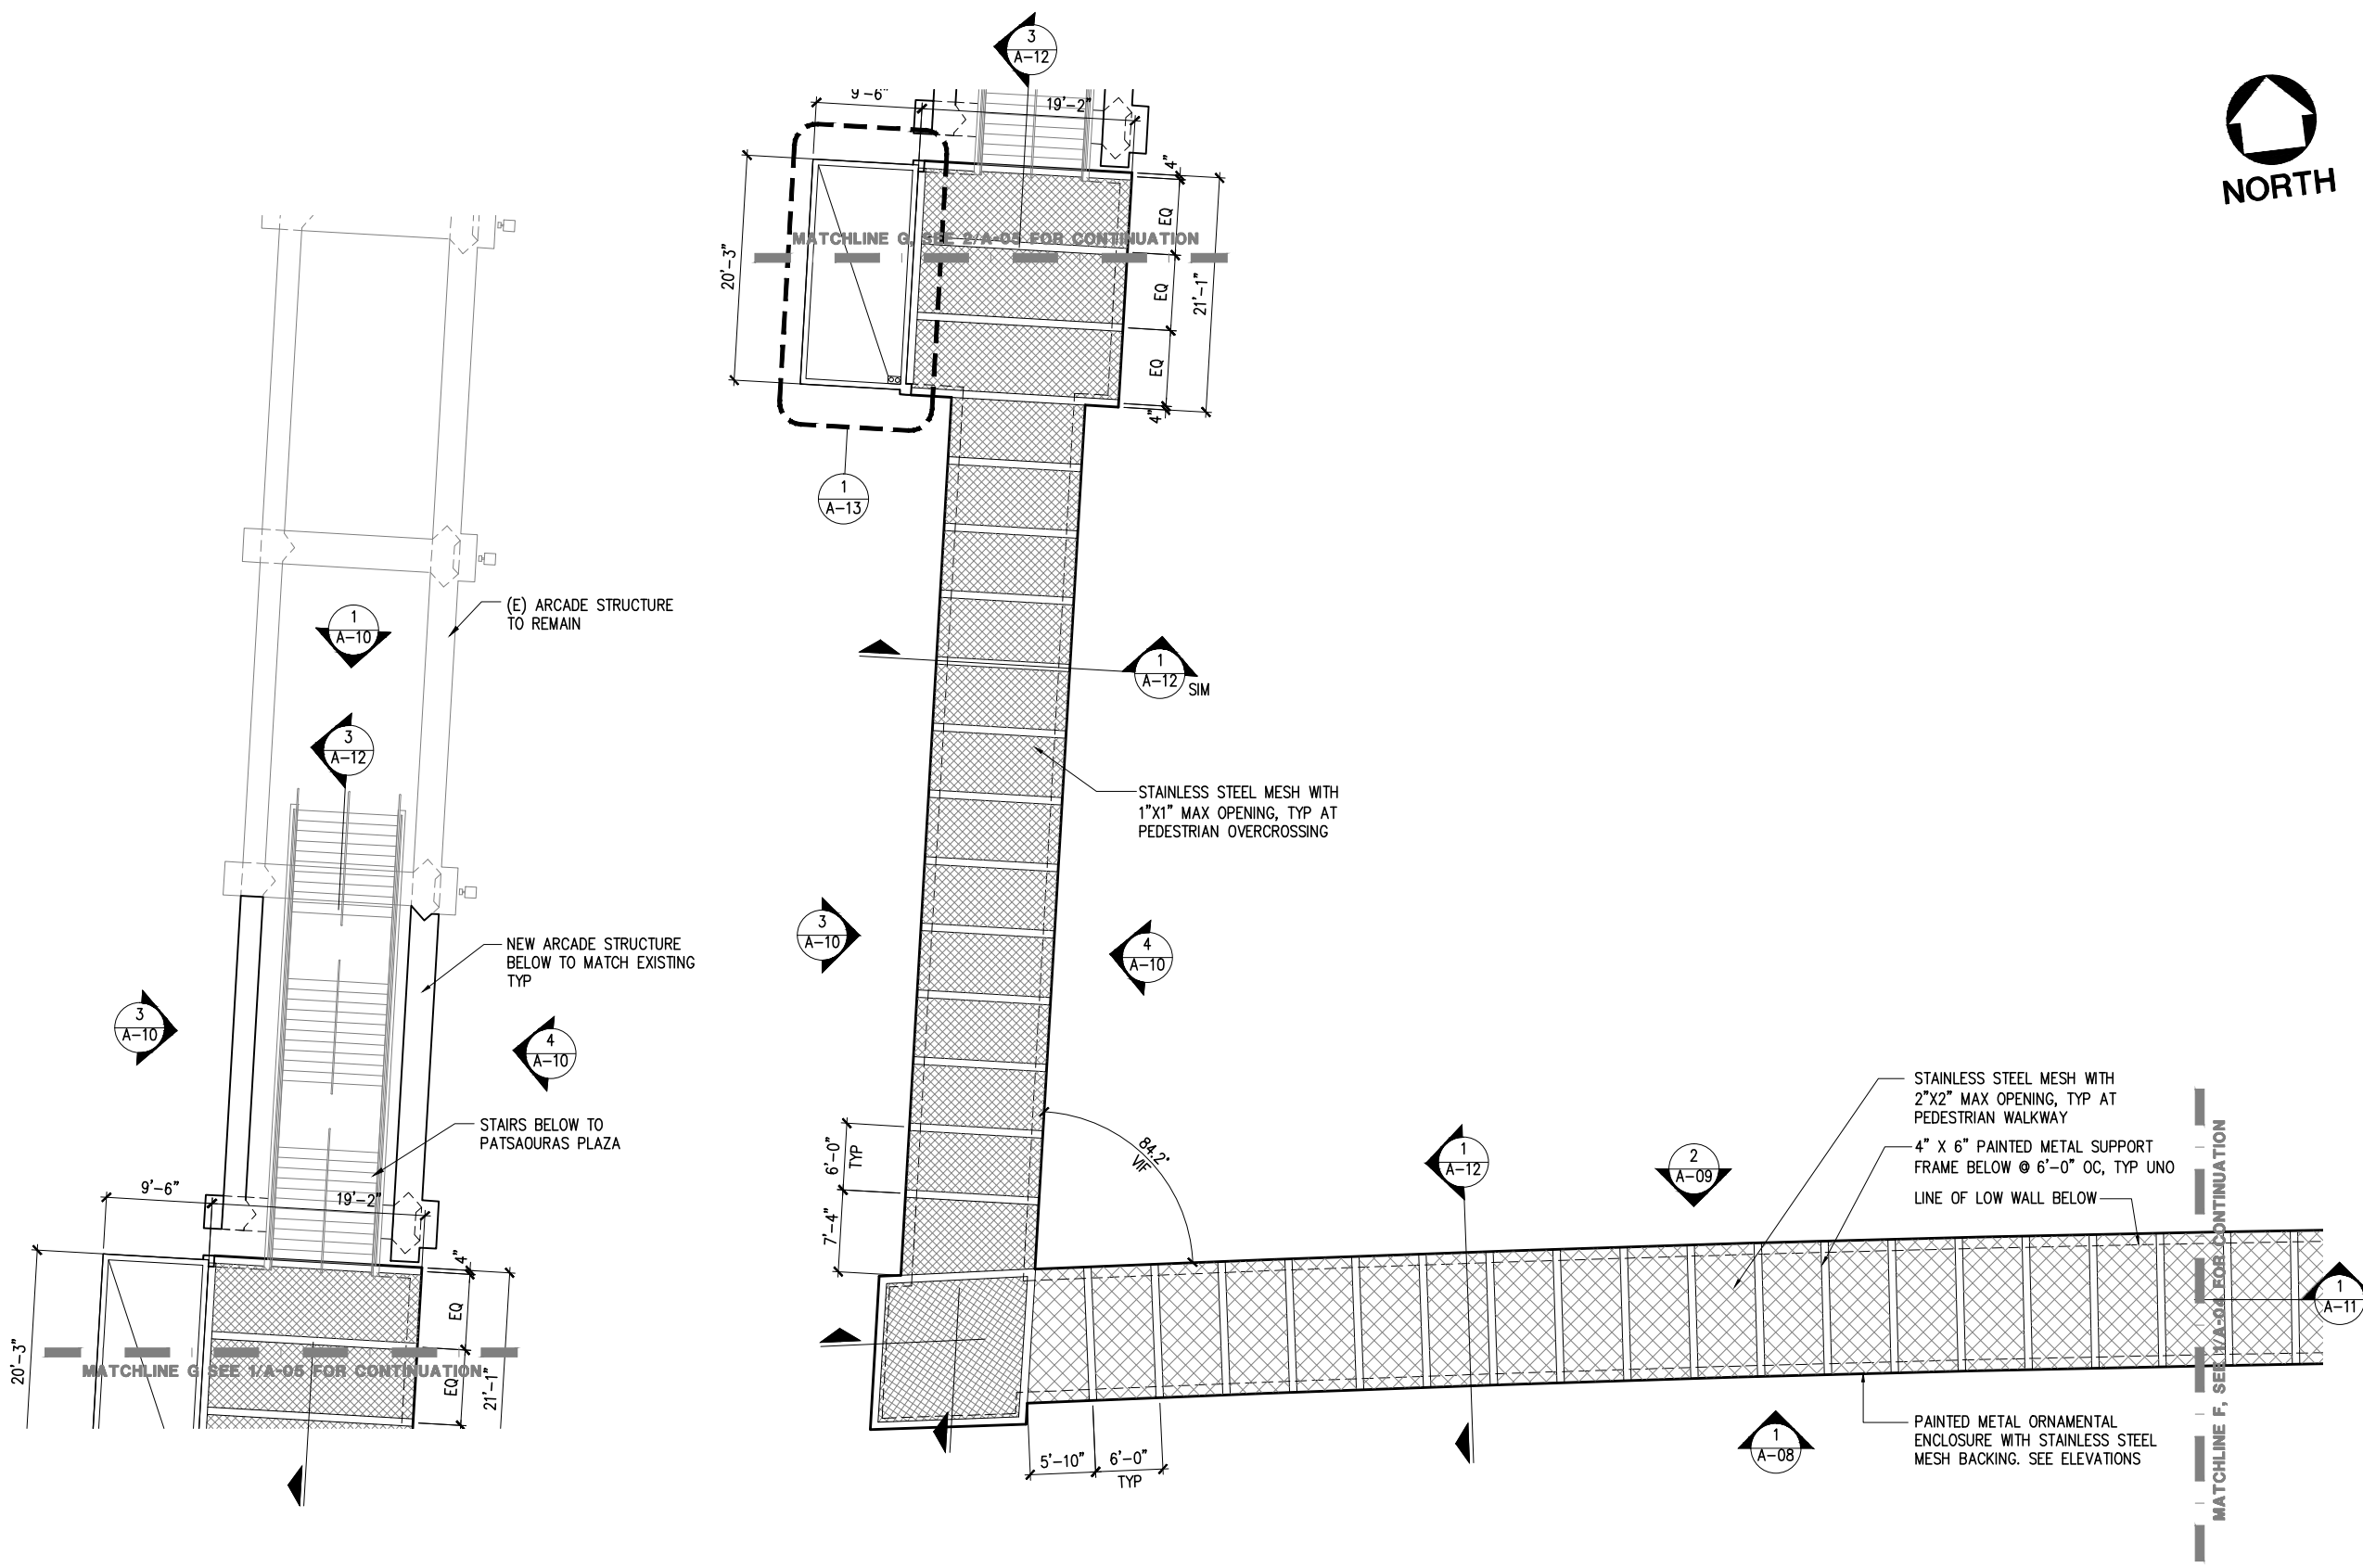 3
A-12
NORTH
9'-6"
19'-2"
4"
EQ
EQ
EQ
4"
21'-1"
20'-3"
MATCHLINE G, SEE 2/A-05 FOR CONTINUATION
1
A-13
1
A-12
SIM
STAINLESS STEEL MESH WITH
1"X1" MAX OPENING, TYP AT
PEDESTRIAN OVERCROSSING
3
A-10
4
A-10
6'-0"
TYP
7'-4"
84.2°
VIF
1
A-12
2
A-09
STAINLESS STEEL MESH WITH
2"X2" MAX OPENING, TYP AT
PEDESTRIAN WALKWAY
4" X 6" PAINTED METAL SUPPORT
FRAME BELOW @ 6'-0" OC, TYP UNO
LINE OF LOW WALL BELOW
MATCHLINE F, SEE 1/A-04 FOR CONTINUATION
1
A-11
PAINTED METAL ORNAMENTAL
ENCLOSURE WITH STAINLESS STEEL
MESH BACKING. SEE ELEVATIONS
1
A-08
5'-10"
6'-0"
TYP
(E) ARCADE STRUCTURE
TO REMAIN
1
A-10
3
A-12
NEW ARCADE STRUCTURE
BELOW TO MATCH EXISTING
TYP
3
A-10
4
A-10
STAIRS BELOW TO
PATSAOURAS PLAZA
9'-6"
19'-2"
4"
EQ
EQ
21'-1"
20'-3"
MATCHLINE G SEE 1/A-05 FOR CONTINUATION